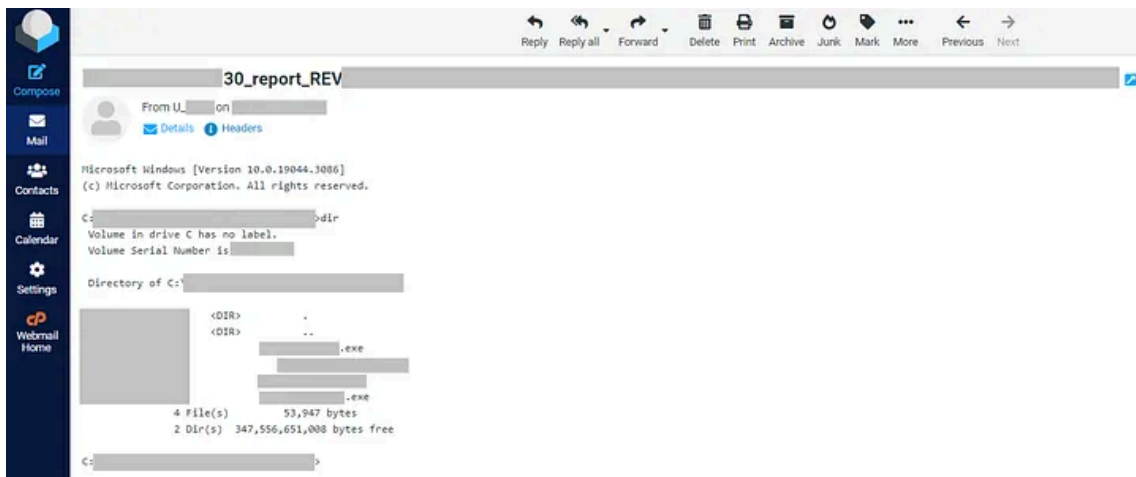 Reply Reply all Forward Delete Print Archive Junk Mark More Previous Next
Compose
Mail
Contacts
Calendar
Settings
cP
Webmail
Home
30_report_REV
From U_ on
Details Headers
Microsoft Windows [Version 10.0.19044.3086]
(c) Microsoft Corporation. All rights reserved.
C: >dir
Volume in drive C has no label.
Volume Serial Number is
Directory of C:\
<DIR> .
<DIR> ..
.exe
.exe
4 File(s) 53,947 bytes
2 Dir(s) 347,556,651,008 bytes free
C: >